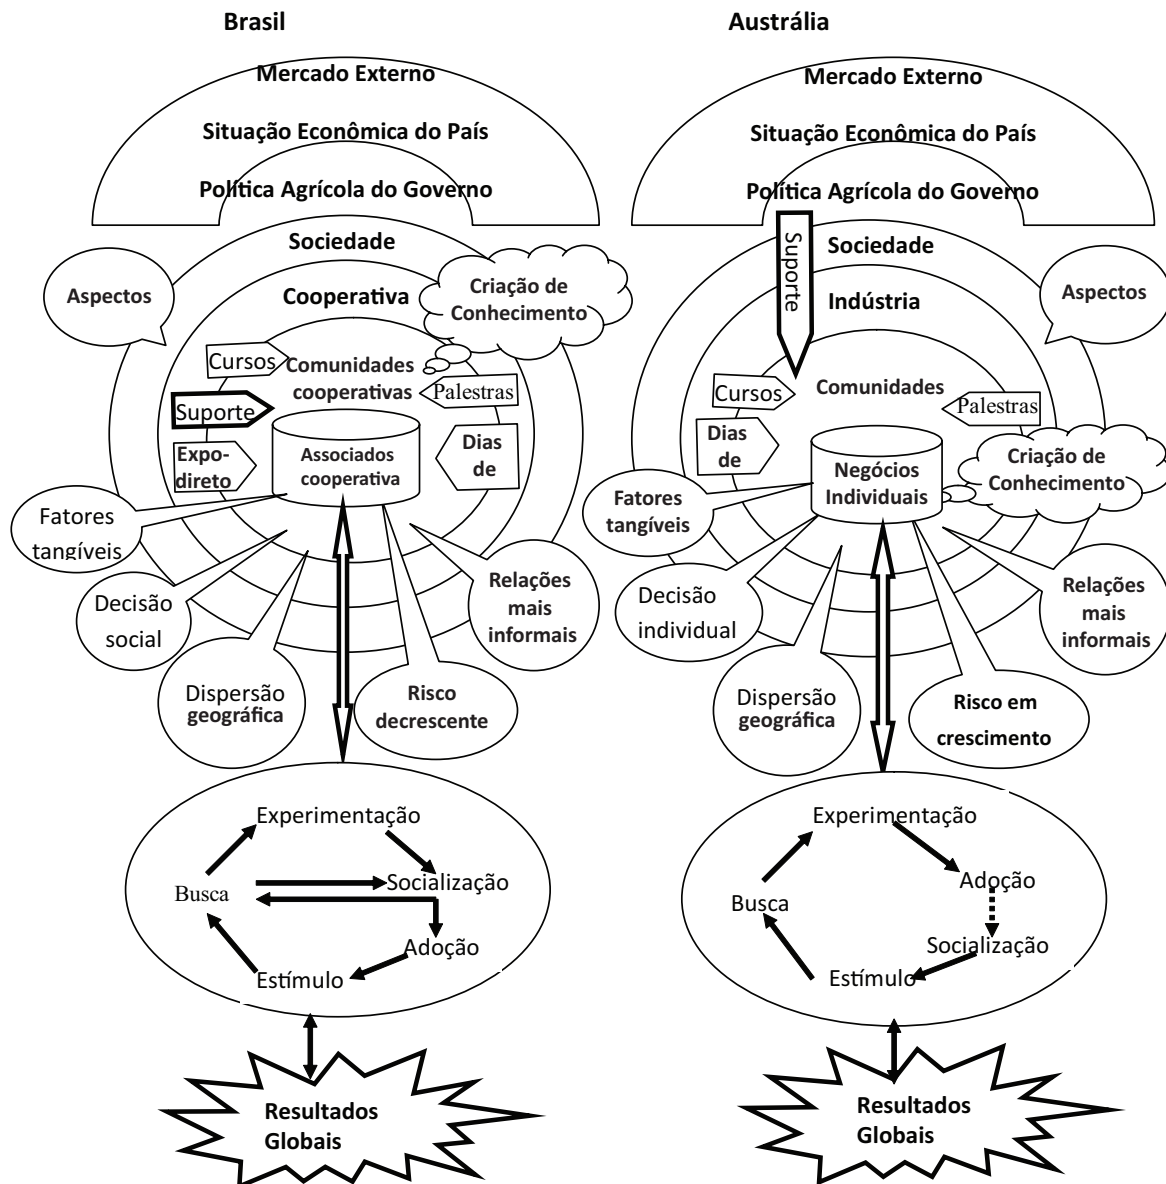 Brasil
Mercado Externo
Situação Econômica do País
Política Agrícola do Governo
Sociedade
Aspectos
Cooperativa
Criação de
Conhecimento
Cursos
Comunidades
cooperativas
Palestras
Suporte
Expo-
direto
Associados
cooperativa
Dias
de
Fatores
tangíveis
Decisão
social
Dispersão
geográfica
Risco
decrescente
Relações
mais
informais
Experimentação
Busca
Socialização
Adoção
Estímulo
Resultados
Globais
Austrália
Mercado Externo
Situação Econômica do País
Política Agrícola do Governo
Suporte
Sociedade
Aspectos
Indústria
Cursos
Comunidades
Palestras
Dias
de
Negócios
Individuais
Criação de
Conhecimento
Fatores
tangíveis
Decisão
individual
Dispersão
geográfica
Risco em
crescimento
Relações
mais
informais
Experimentação
Adoção
Busca
Socialização
Estímulo
Resultados
Globais